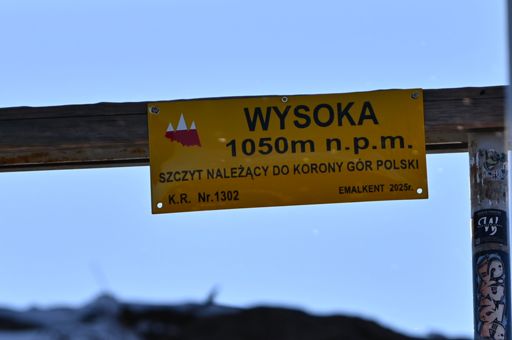 WYSOKA
1050m n.p.m.
SZCZYT NALEŻĄCY DO KORONY GÓR POLSKI
K.R. Nr.1302 EMALKENT 2025r.